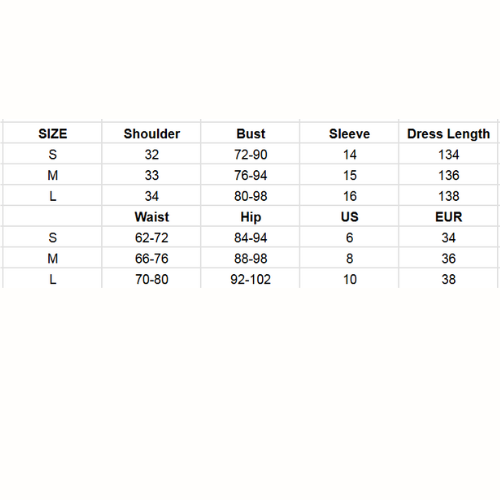 SIZE Shoulder Bust Sleeve Dress Length
S 32 72-90 14 134
M 33 76-94 15 136
L 34 80-98 16 138
Waist Hip US EUR
S 62-72 84-94 6 34
M 66-76 88-98 8 36
L 70-80 92-102 10 38